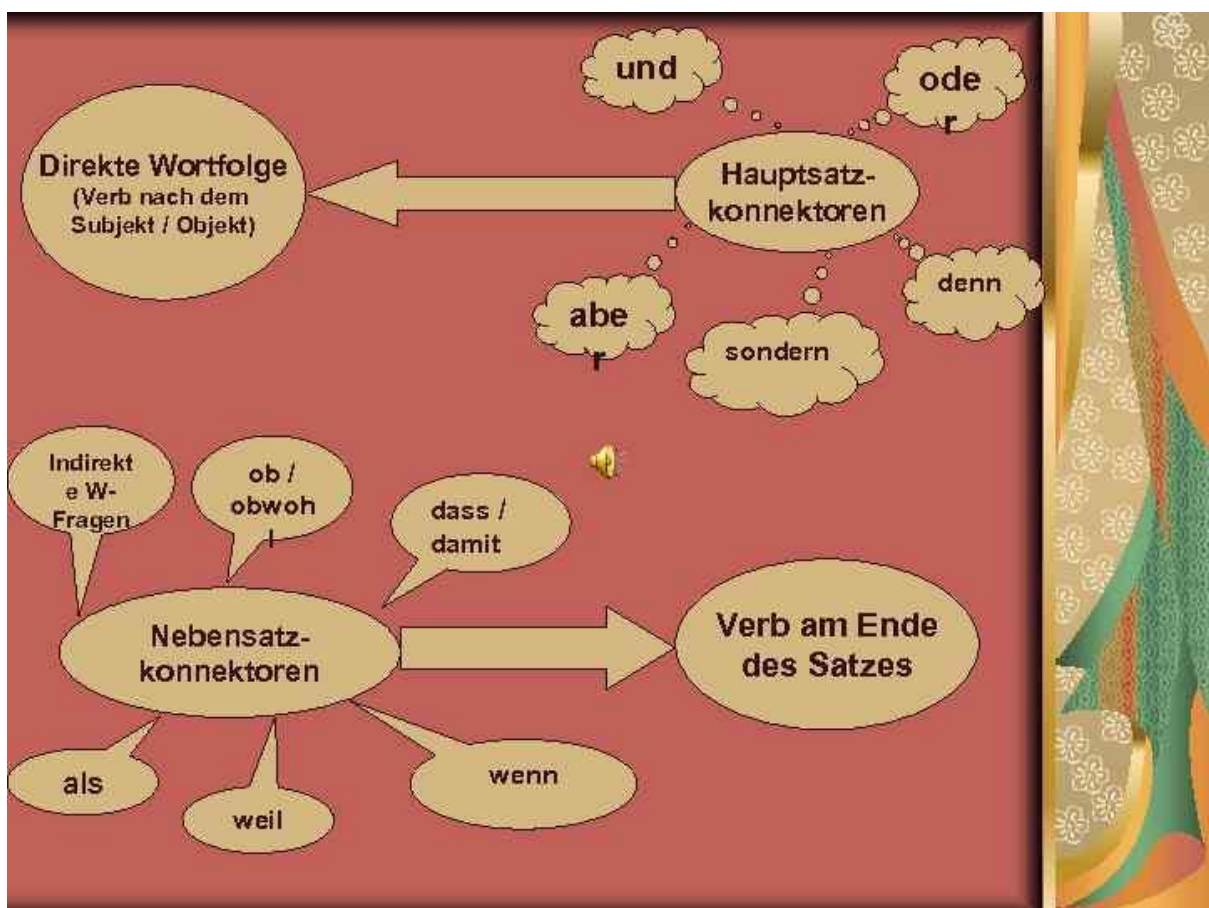 und
ode
r
Direkte Wortfolge
(Verb nach dem
Subjekt / Objekt)
Hauptsatz-
konnektoren
denn
abe
r
sondern
Indirekt
e W-
Fragen
ob /
obwoh
l
dass /
damit
Nebensatz-
konnektoren
Verb am Ende
des Satzes
als
weil
wenn